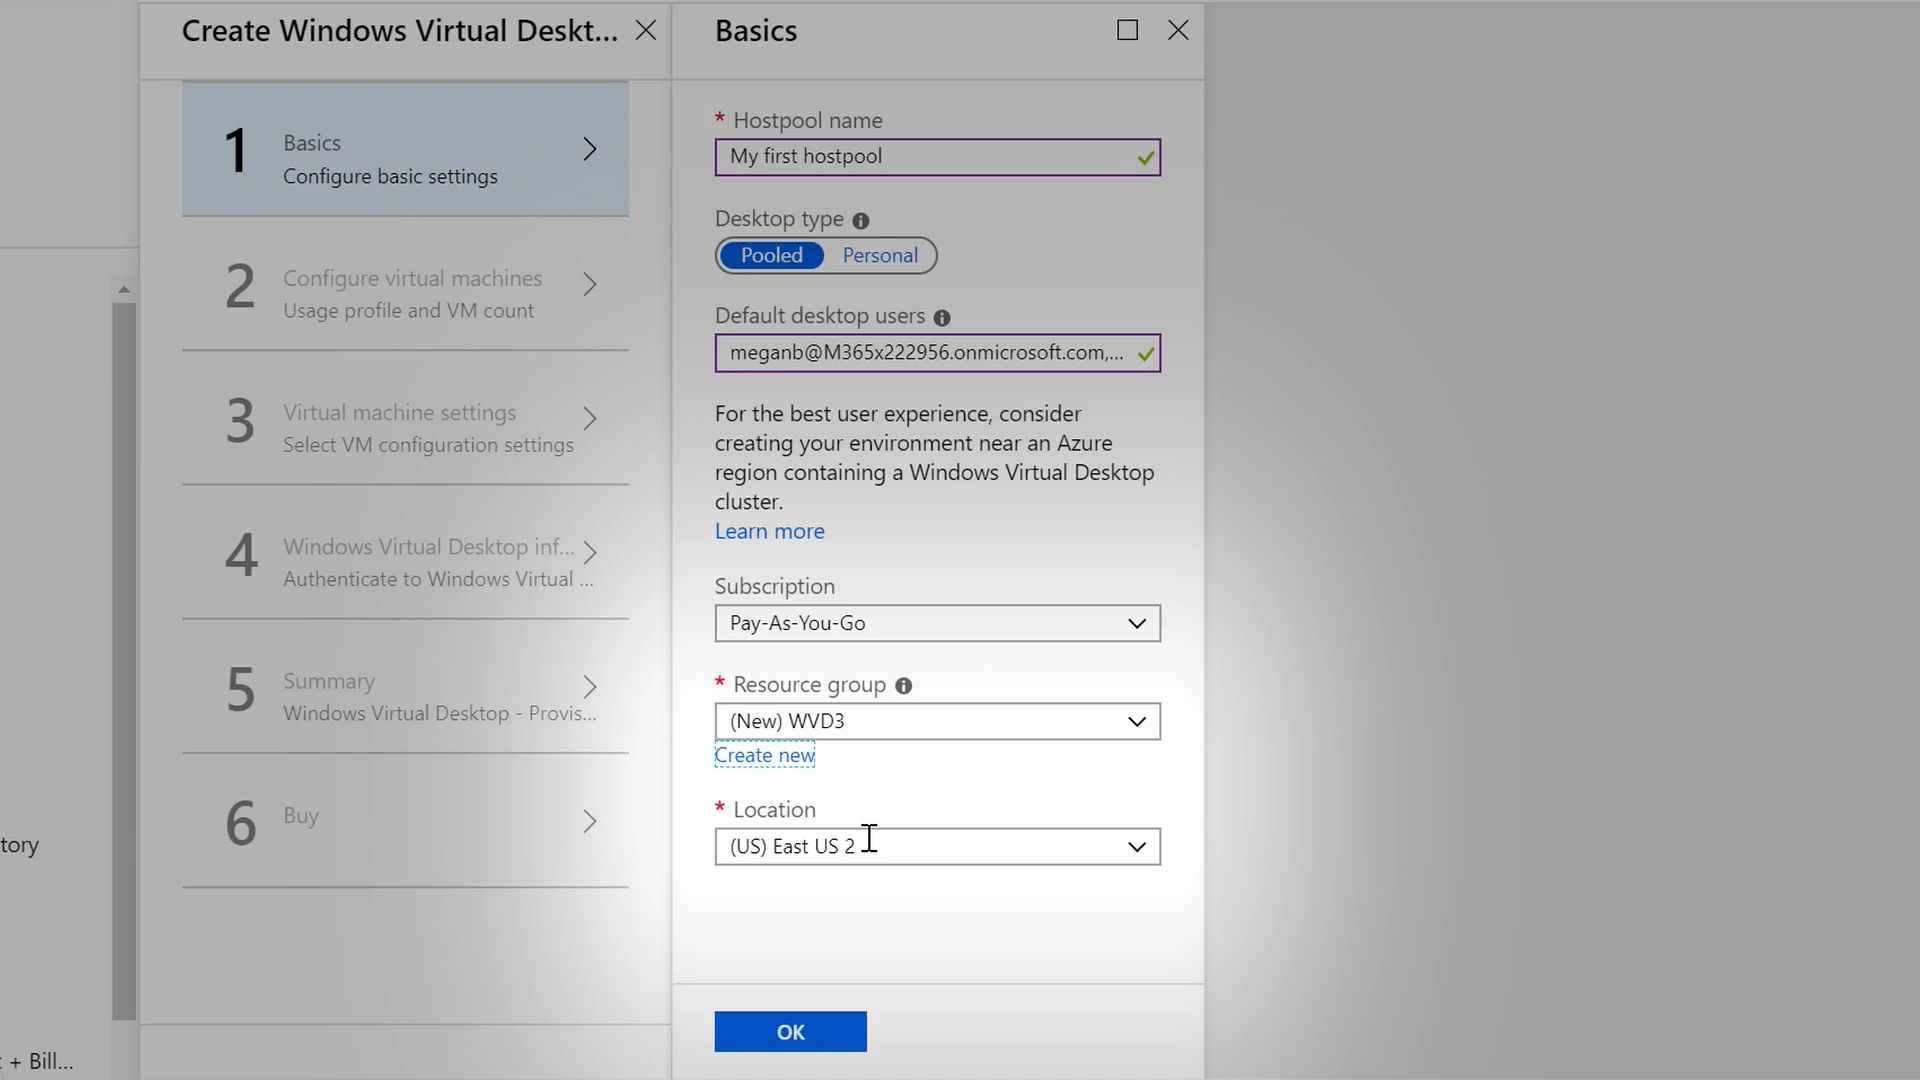 Create Windows Virtual Deskt...
Basics
1
Basics
Configure basic settings
2
Configure virtual machines
Usage profile and VM count
3
Virtual machine settings
Select VM configuration settings
4
Windows Virtual Desktop inf...
Authenticate to Windows Virtual ...
5
Summary
Windows Virtual Desktop - Provis...
6
Buy
tory
+ Bill...
* Hostpool name
My first hostpool
Desktop type
Pooled
Personal
Default desktop users
meganb@M365x222956.onmicrosoft.com,...
For the best user experience, consider
creating your environment near an Azure
region containing a Windows Virtual Desktop
cluster.
Learn more
Subscription
Pay-As-You-Go
* Resource group
(New) WVD3
Create new
* Location
(US) East US 2
OK